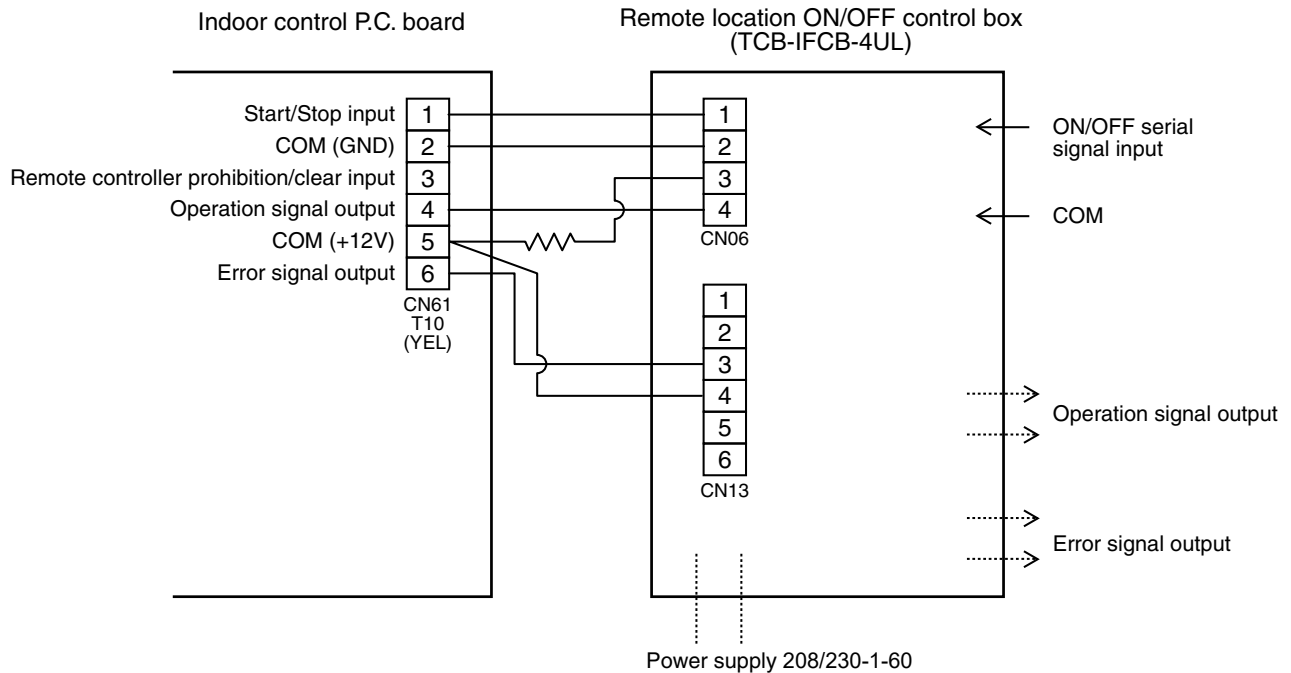 Indoor control P.C. board
Remote location ON/OFF control box
(TCB-IFCB-4UL)
Start/Stop input
COM (GND)
Remote controller prohibition/clear input
Operation signal output
COM (+12V)
Error signal output
1
2
3
4
5
6
CN61
T10
(YEL)
1
2
3
4
CN06
1
2
3
4
5
6
CN13
ON/OFF serial
signal input
COM
Operation signal output
Error signal output
Power supply 208/230-1-60